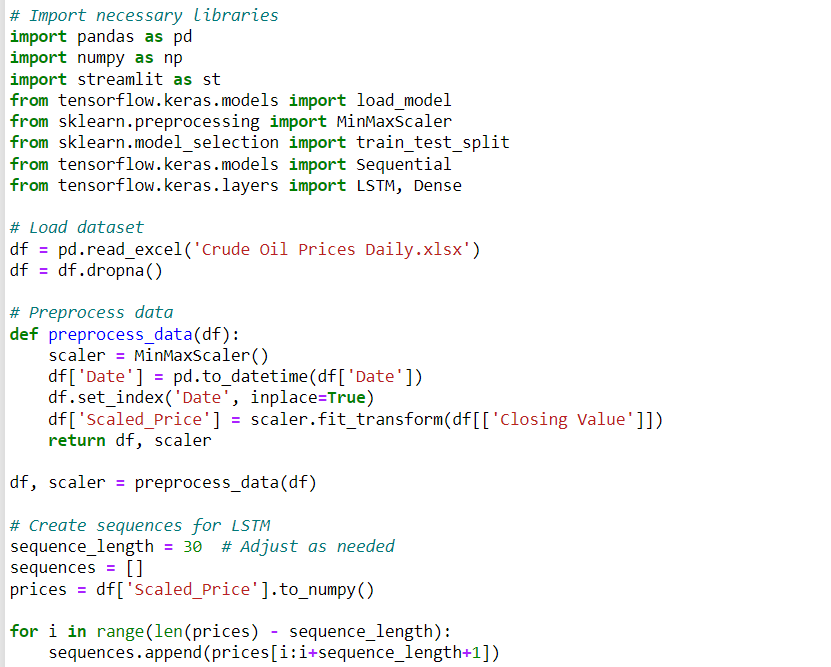 # Import necessary libraries
import pandas as pd
import numpy as np
import streamlit as st
from tensorflow.keras.models import load_model
from sklearn.preprocessing import MinMaxScaler
from sklearn.model_selection import train_test_split
from tensorflow.keras.models import Sequential
from tensorflow.keras.layers import LSTM, Dense

# Load dataset
df = pd.read_excel('Crude Oil Prices Daily.xlsx')
df = df.dropna()

# Preprocess data
def preprocess_data(df):
    scaler = MinMaxScaler()
    df['Date'] = pd.to_datetime(df['Date'])
    df.set_index('Date', inplace=True)
    df['Scaled_Price'] = scaler.fit_transform(df[['Closing Value']])
    return df, scaler

df, scaler = preprocess_data(df)

# Create sequences for LSTM
sequence_length = 30  # Adjust as needed
sequences = []
prices = df['Scaled_Price'].to_numpy()

for i in range(len(prices) - sequence_length):
    sequences.append(prices[i:i+sequence_length+1])